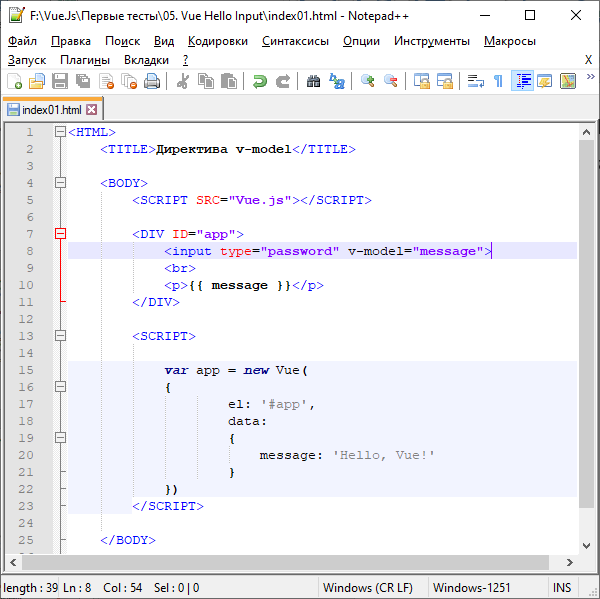 F:\Vue.Js\Первые тесты\05. Vue Hello Input\index01.html - Notepad++
Файл Правка Поиск Вид Кодировки Синтаксисы Опции Инструменты Макросы
Запуск Плагины Вкладки ? X
index01.html
1 <HTML>
2 <TITLE>Директива v-model</TITLE>
3
4 <BODY>
5 <SCRIPT SRC="Vue.js"></SCRIPT>
6
7 <DIV ID="app">
8 <input type="password" v-model="message">
9 <br>
10 <p>{{ message }}</p>
11 </DIV>
12
13 <SCRIPT>
14
15 var app = new Vue(
16 {
17 el: '#app',
18 data:
19 {
20 message: 'Hello, Vue!'
21 }
22 })
23 </SCRIPT>
24
25 </BODY>
length : 39 Ln : 8 Col : 54 Sel : 0 | 0 Windows (CR LF) Windows-1251 INS